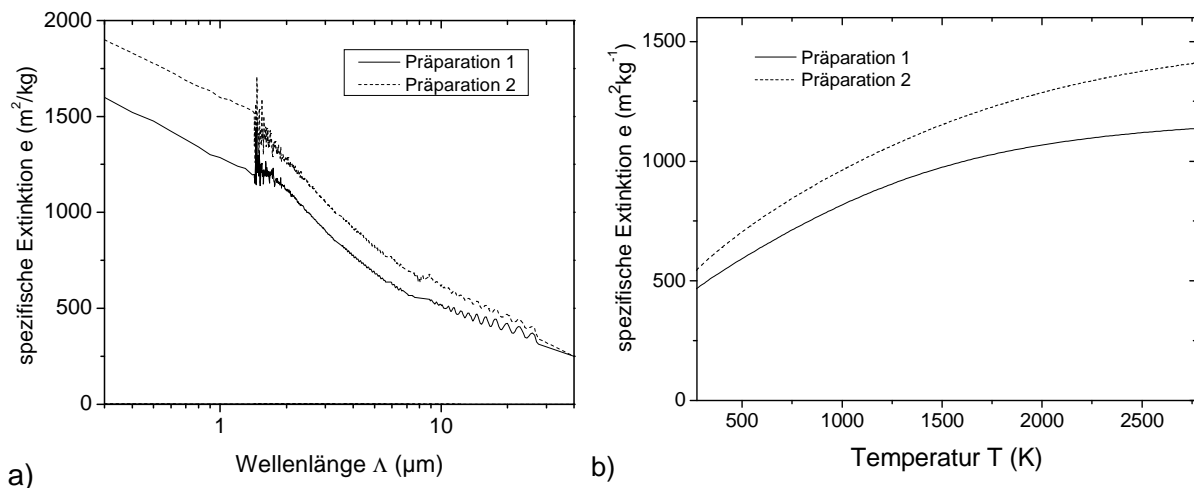 2000
1500
1000
500
0
1
10
spezifische Extinktion e (m²/kg)
Wellenlänge Λ (µm)
Präparation 1
Präparation 2
a)
1500
1000
500
0
500
1000
1500
2000
2500
spezifische Extinktion e (m²kg⁻¹)
Temperatur T (K)
Präparation 1
Präparation 2
b)